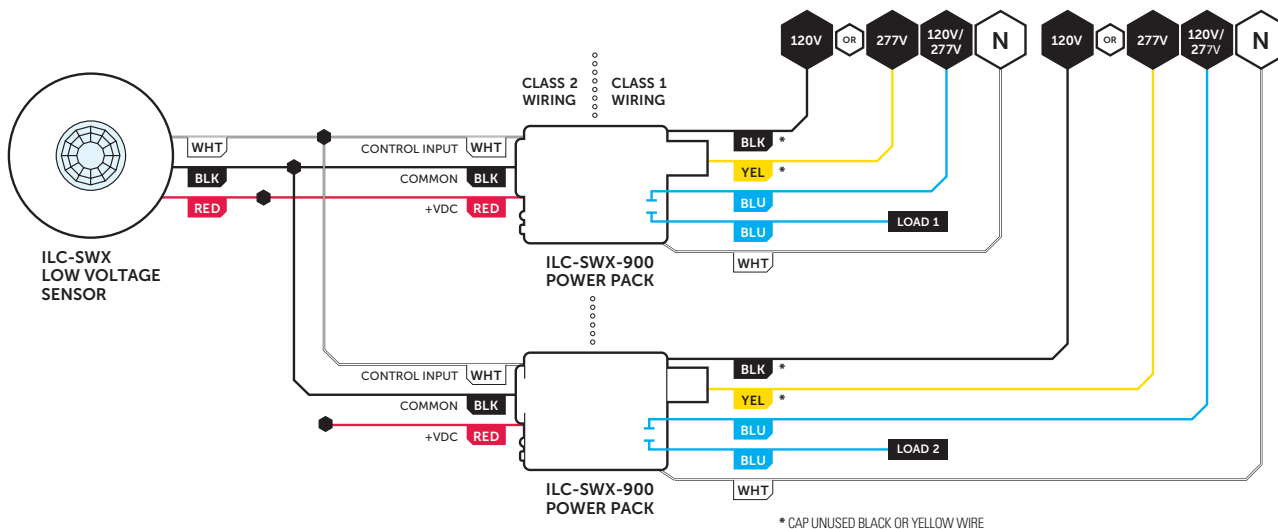 120V
OR
277V
120V/
277V
N
120V
OR
277V
120V/
277V
N
CLASS 2
WIRING
CLASS 1
WIRING
WHT
BLK
RED
CONTROL INPUT WHT
COMMON BLK
+VDC RED
BLK *
YEL *
BLU
BLU
LOAD 1
WHT
ILC-SWX
LOW VOLTAGE
SENSOR
ILC-SWX-900
POWER PACK
CONTROL INPUT WHT
COMMON BLK
+VDC RED
BLK *
YEL *
BLU
BLU
LOAD 2
WHT
ILC-SWX-900
POWER PACK
* CAP UNUSED BLACK OR YELLOW WIRE